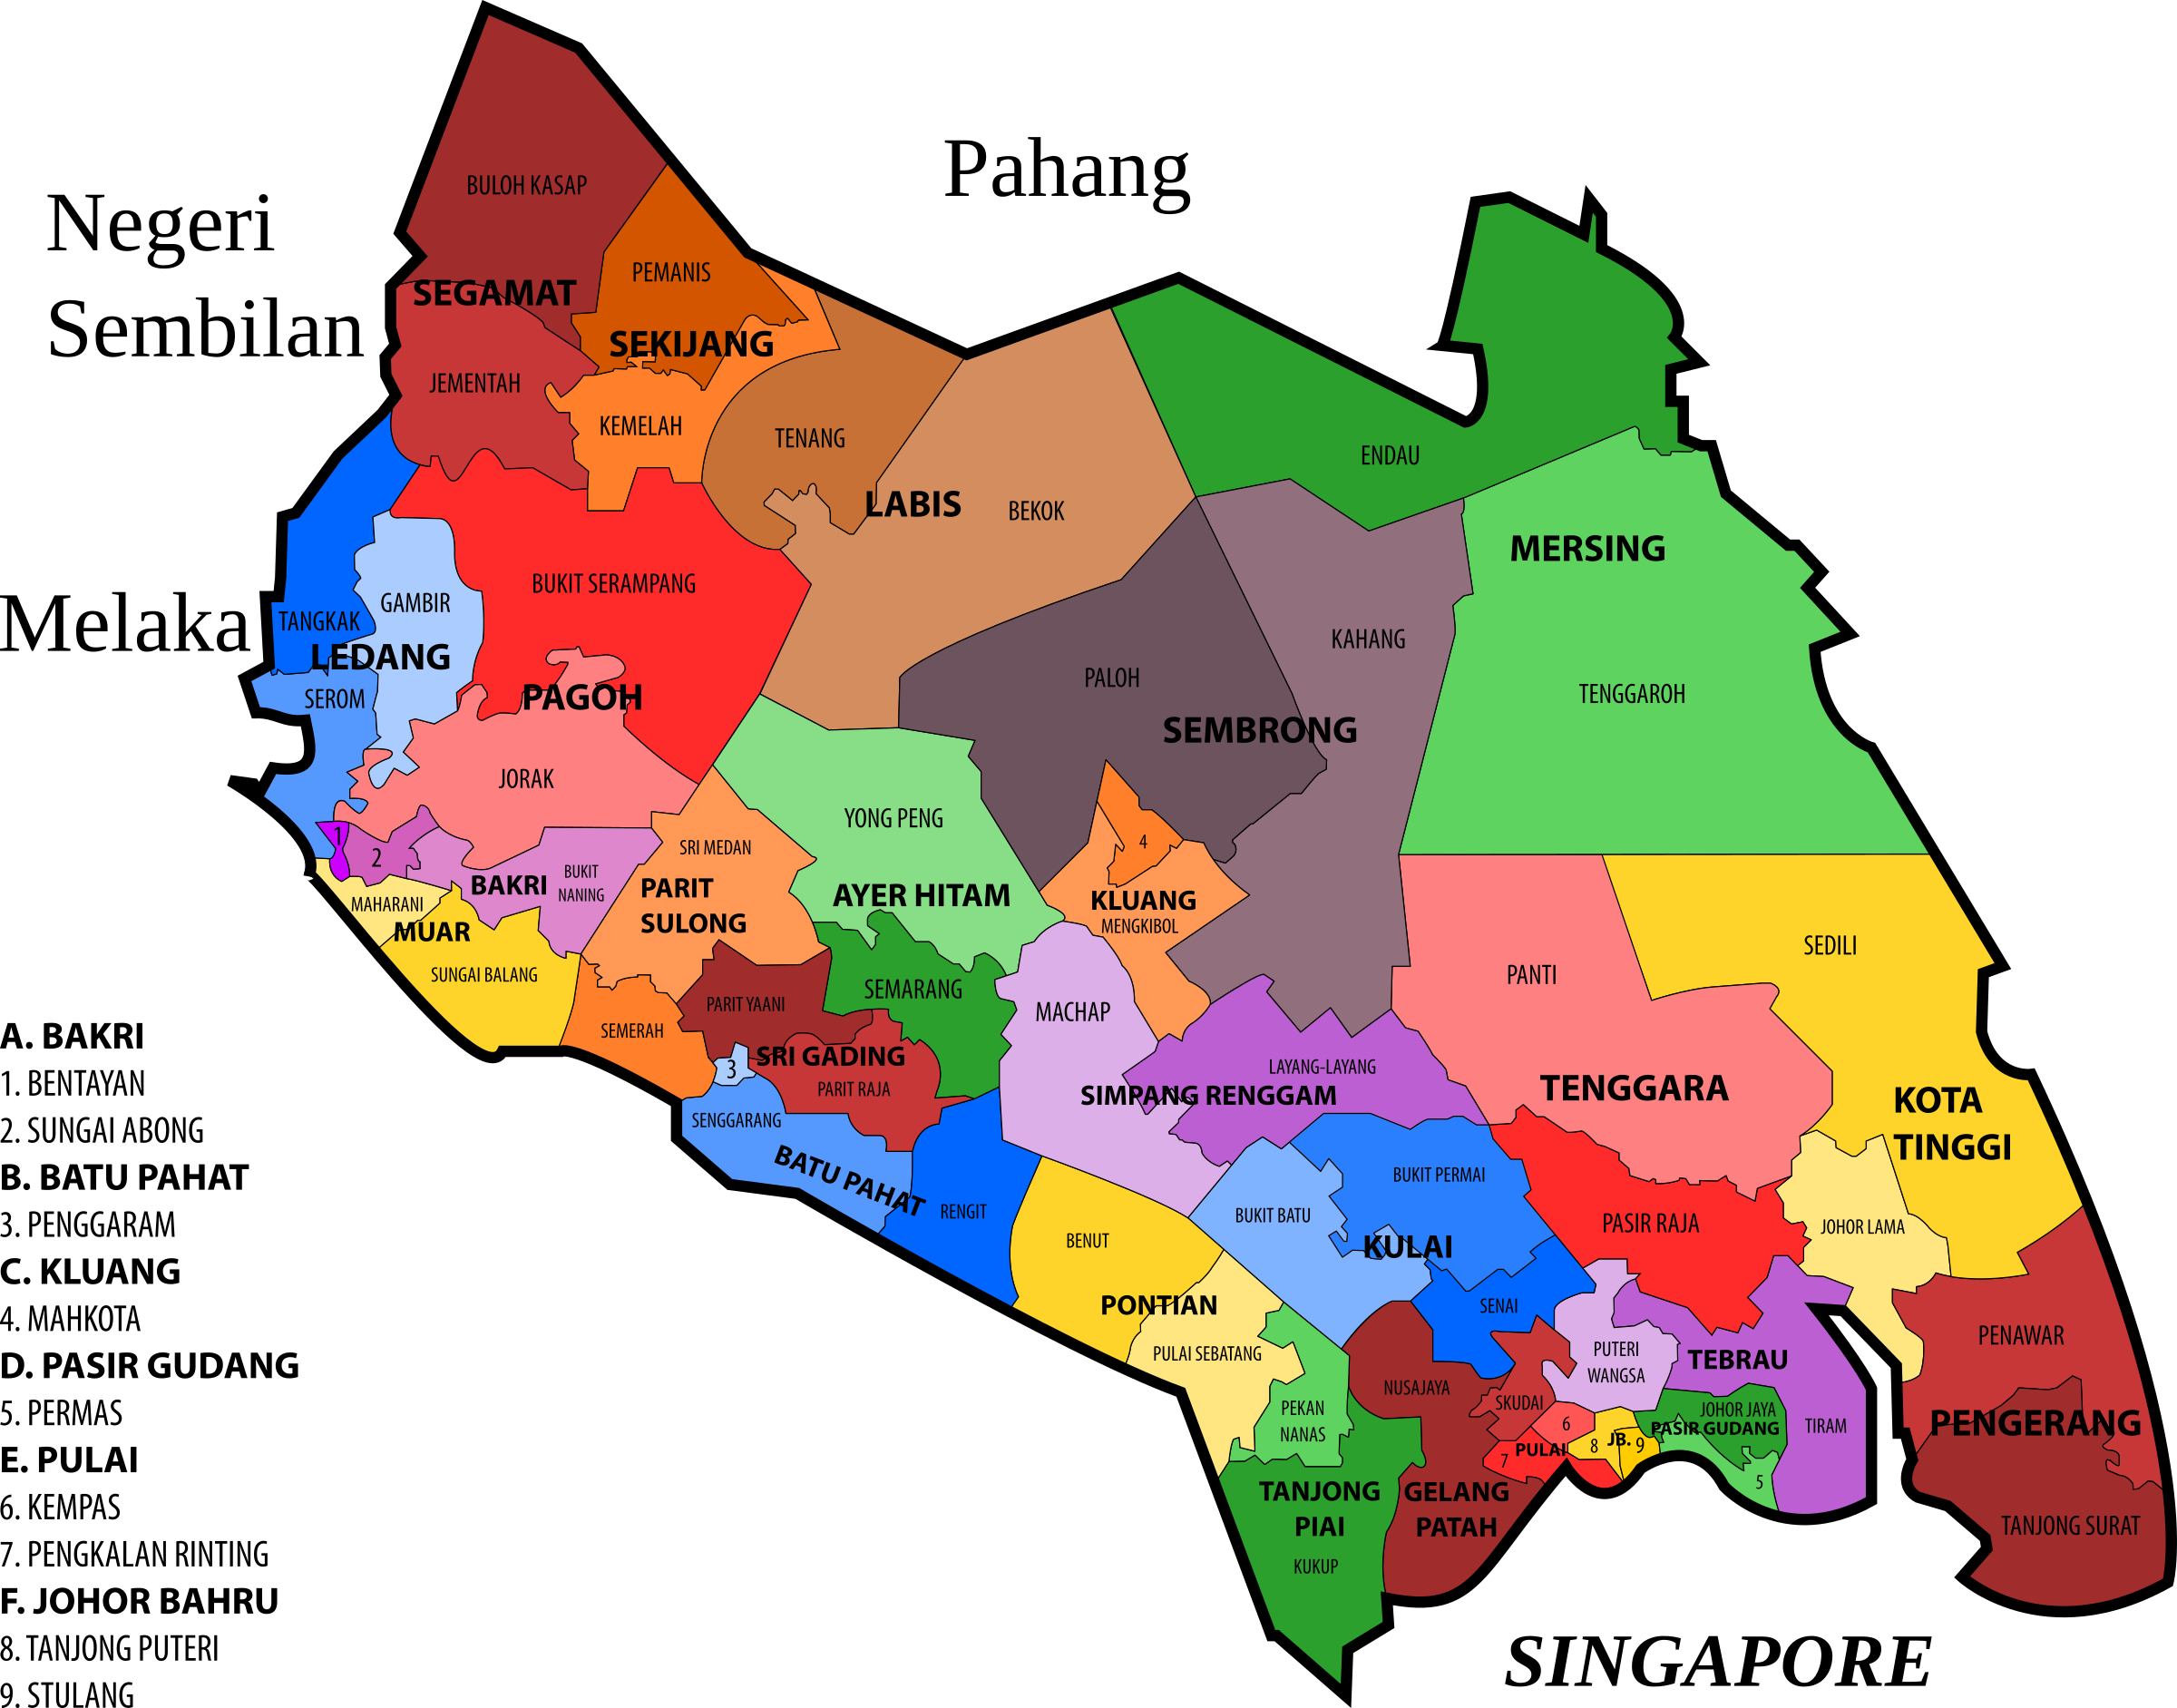 Pahang
Negeri
Sembilan
Melaka
BULOH KASAP
SEGAMAT
JEMENTAH
PEMANIS
SEKIJANG
KEMELAH
TENANG
LABIS
BEKOK
ENDAU
MERSING
TENGGAROH
TANGKAK
GAMBIR
LEDANG
SEROM
BUKIT SERAMPANG
PAGOH
JORAK
PALOH
KAHANG
SEMBRONG
YONG PENG
AYER HITAM
SEMARANG
1
2
BAKRI
BUKIT
NANING
MAHARANI
MUAR
SUNGAI BALANG
SRI MEDAN
PARIT
SULONG
SEMERAH
PARIT YAANI
SRI GADING
PARIT RAJA
3
SENGGARANG
BATU PAHAT
RENGIT
4
KLUANG
MENGKIBOL
MACHAP
LAYANG-LAYANG
SIMPANG RENGGAM
PANTI
TENGGARA
PASIR RAJA
SEDILI
KOTA
TINGGI
JOHOR LAMA
BENUT
PONTIAN
PULAI SEBATANG
BUKIT BATU
BUKIT PERMAI
KULAI
SENAI
PEKAN
NANAS
TANJONG
PIAI
KUKUP
NUSAJAYA
GELANG
PATAH
SKUDAI
PUTERI
WANGSA
TEBRAU
TIRAM
6
7
PULAI
8
JB.
9
JOHOR JAYA
PASIR GUDANG
5
PENAWAR
PENGERANG
TANJONG SURAT
SINGAPORE
A. BAKRI
1. BENTAYAN
2. SUNGAI ABONG
B. BATU PAHAT
3. PENGGARAM
C. KLUANG
4. MAHKOTA
D. PASIR GUDANG
5. PERMAS
E. PULAI
6. KEMPAS
7. PENGKALAN RINTING
F. JOHOR BAHRU
8. TANJONG PUTERI
9. STULANG